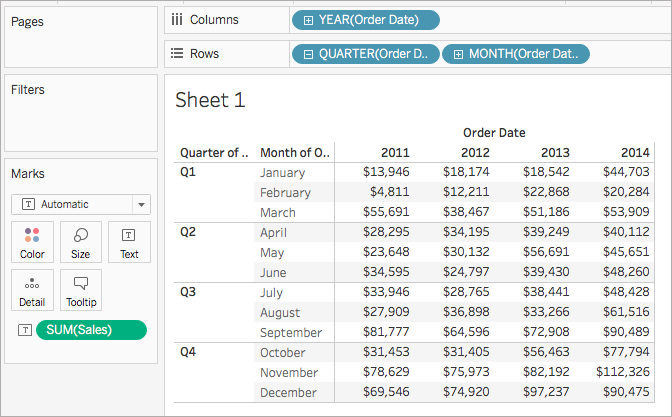 Pages
Columns
YEAR(Order Date)
Rows
QUARTER(Order D..
MONTH(Order Dat..
Filters
Marks
T Automatic
Color
Size
T
Text
Detail
Tooltip
T SUM(Sales)
Sheet 1
Order Date
Quarter of .. Month of O.. 2011 2012 2013 2014
Q1 January $13,946 $18,174 $18,542 $44,703
February $4,811 $12,211 $22,868 $20,284
March $55,691 $38,467 $51,186 $53,909
Q2 April $28,295 $34,195 $39,249 $40,112
May $23,648 $30,132 $56,691 $45,651
June $34,595 $24,797 $39,430 $48,260
Q3 July $33,946 $28,765 $38,441 $48,428
August $27,909 $36,898 $33,266 $61,516
September $81,777 $64,596 $72,908 $90,489
Q4 October $31,453 $31,405 $56,463 $77,794
November $78,629 $75,973 $82,192 $112,326
December $69,546 $74,920 $97,237 $90,475